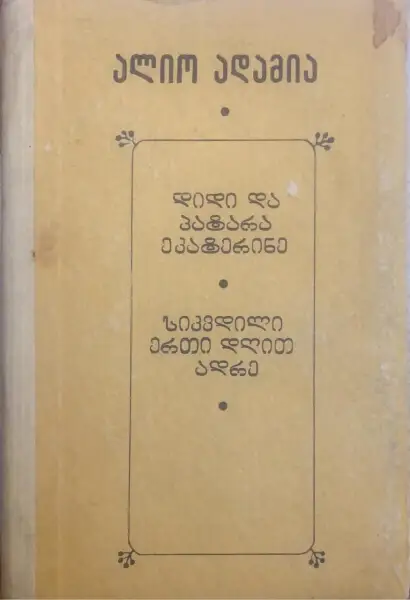 ალიო ადამია
დიდი და
პატარა
ეკატერინე
სიკვდილი
ერთი დღით
ადრე